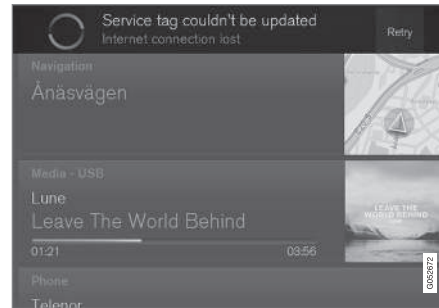 Service tag couldn't be updated
Internet connection lost
Retry
Navigation
Ånäsvägen
Media - USB
Lune
Leave The World Behind
01:21
03:56
LEAVE THE
WORLD BEHIND
Phone
Telenor
G052672